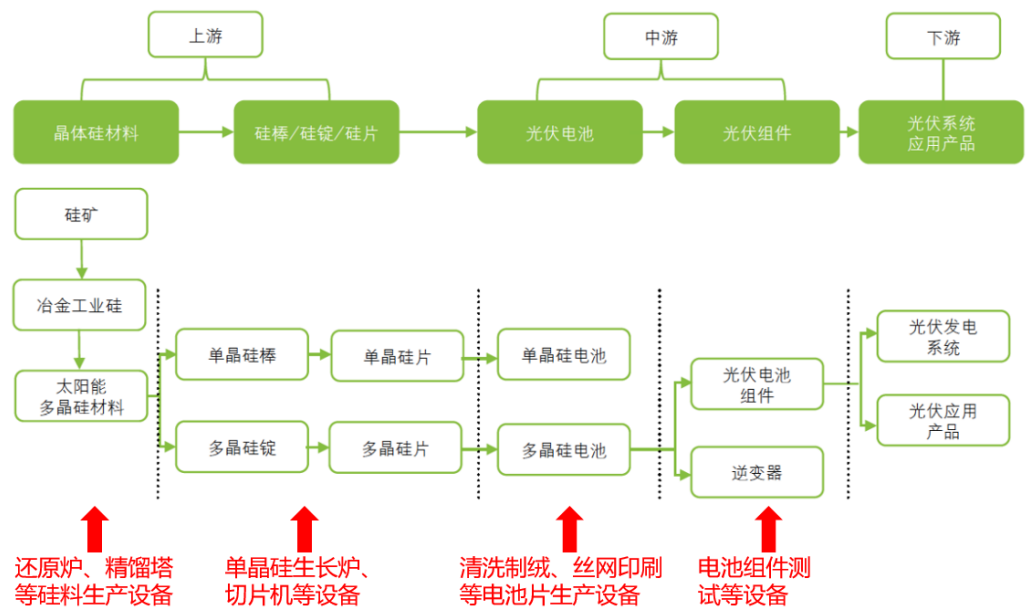 上游
中游
下游
晶体硅材料
硅棒/硅锭/硅片
光伏电池
光伏组件
光伏系统
应用产品
硅矿
冶金工业硅
太阳能
多晶硅材料
单晶硅棒
单晶硅片
单晶硅电池
多晶硅锭
多晶硅片
多晶硅电池
光伏电池
组件
逆变器
光伏发电
系统
光伏应用
产品
还原炉、精馏塔
等硅料生产设备
单晶硅生长炉、
切片机等设备
清洗制绒、丝网印刷
等电池片生产设备
电池组件测
试等设备